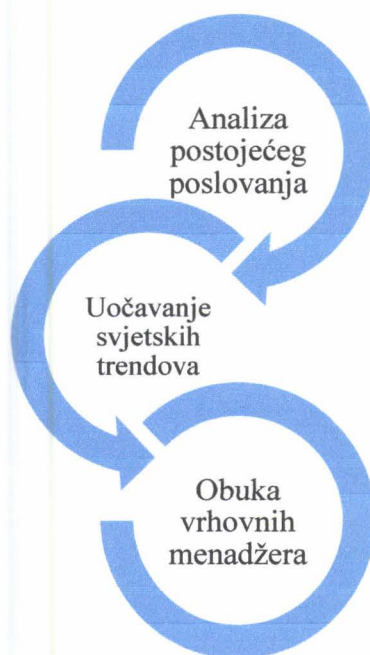 Analiza
postojećeg
poslovanja
Uočavanje
svjetskih
trendova
Obuka
vrhovnih
menadžera